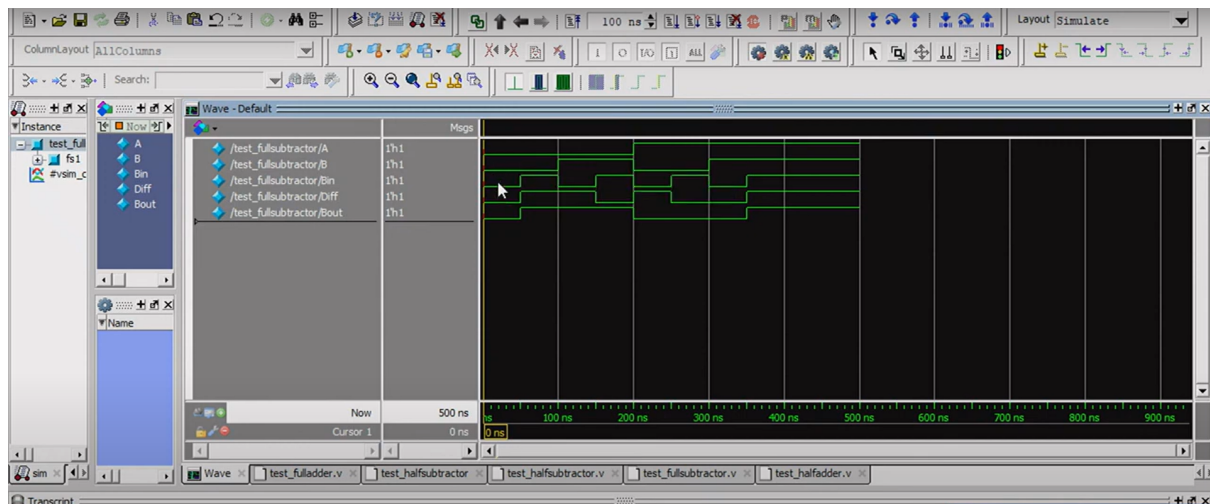 100 ns
Layout Simulate
ColumnLayout AllColumns
Search:
Instance
test_full
fs1
#vsim_c
Now
A
B
Bin
Diff
Bout
Name
Wave - Default
Msgs
/test_fullsubtractor/A 1'h1
/test_fullsubtractor/B 1'h1
/test_fullsubtractor/Bin 1'h1
/test_fullsubtractor/Diff 1'h1
/test_fullsubtractor/Bout 1'h1
Now 500 ns
ns 100 ns 200 ns 300 ns 400 ns 500 ns 600 ns 700 ns 800 ns 900 ns
Cursor 1 0 ns 0 ns
sim
Wave test_fulladder.v test_halfsubtractor test_halfsubtractor.v test_fullsubtractor.v test_halfadder.v
Transcript